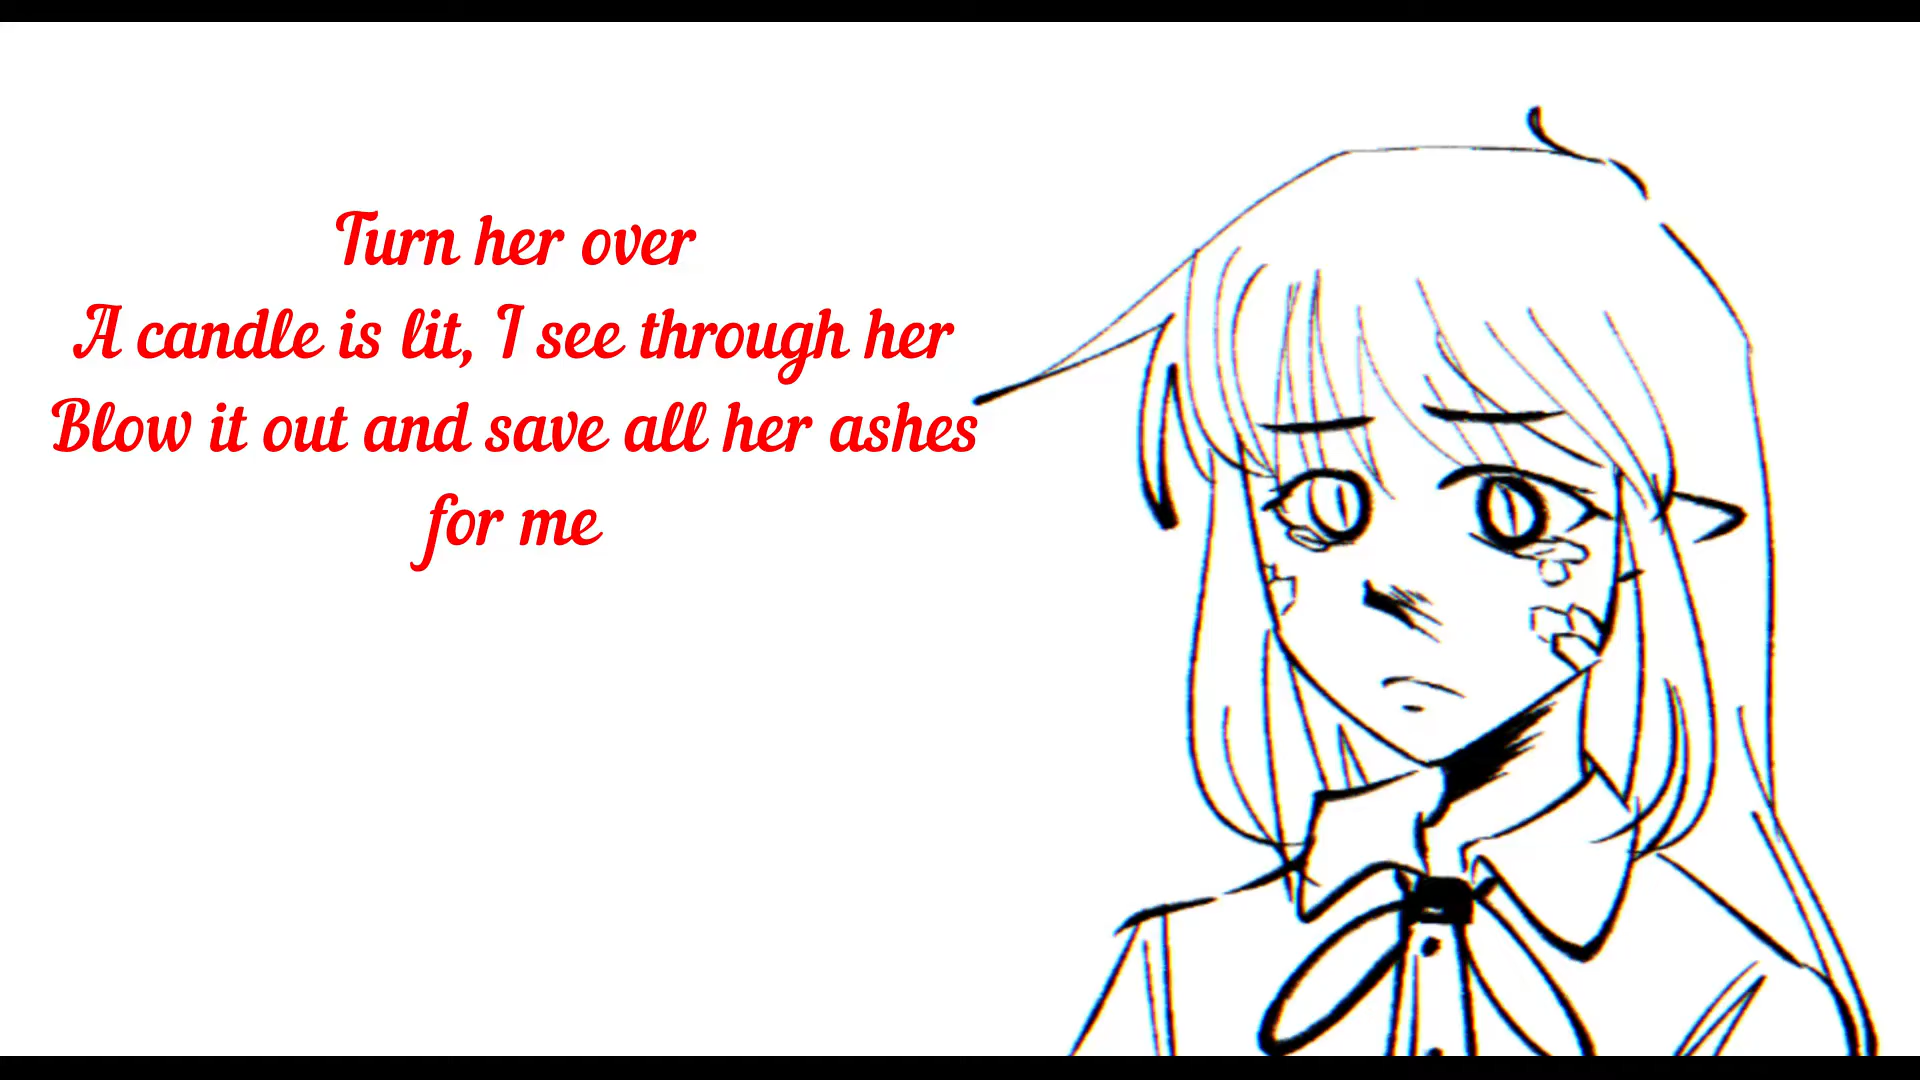 Turn her over
A candle is lit, I see through her
Blow it out and save all her ashes
for me